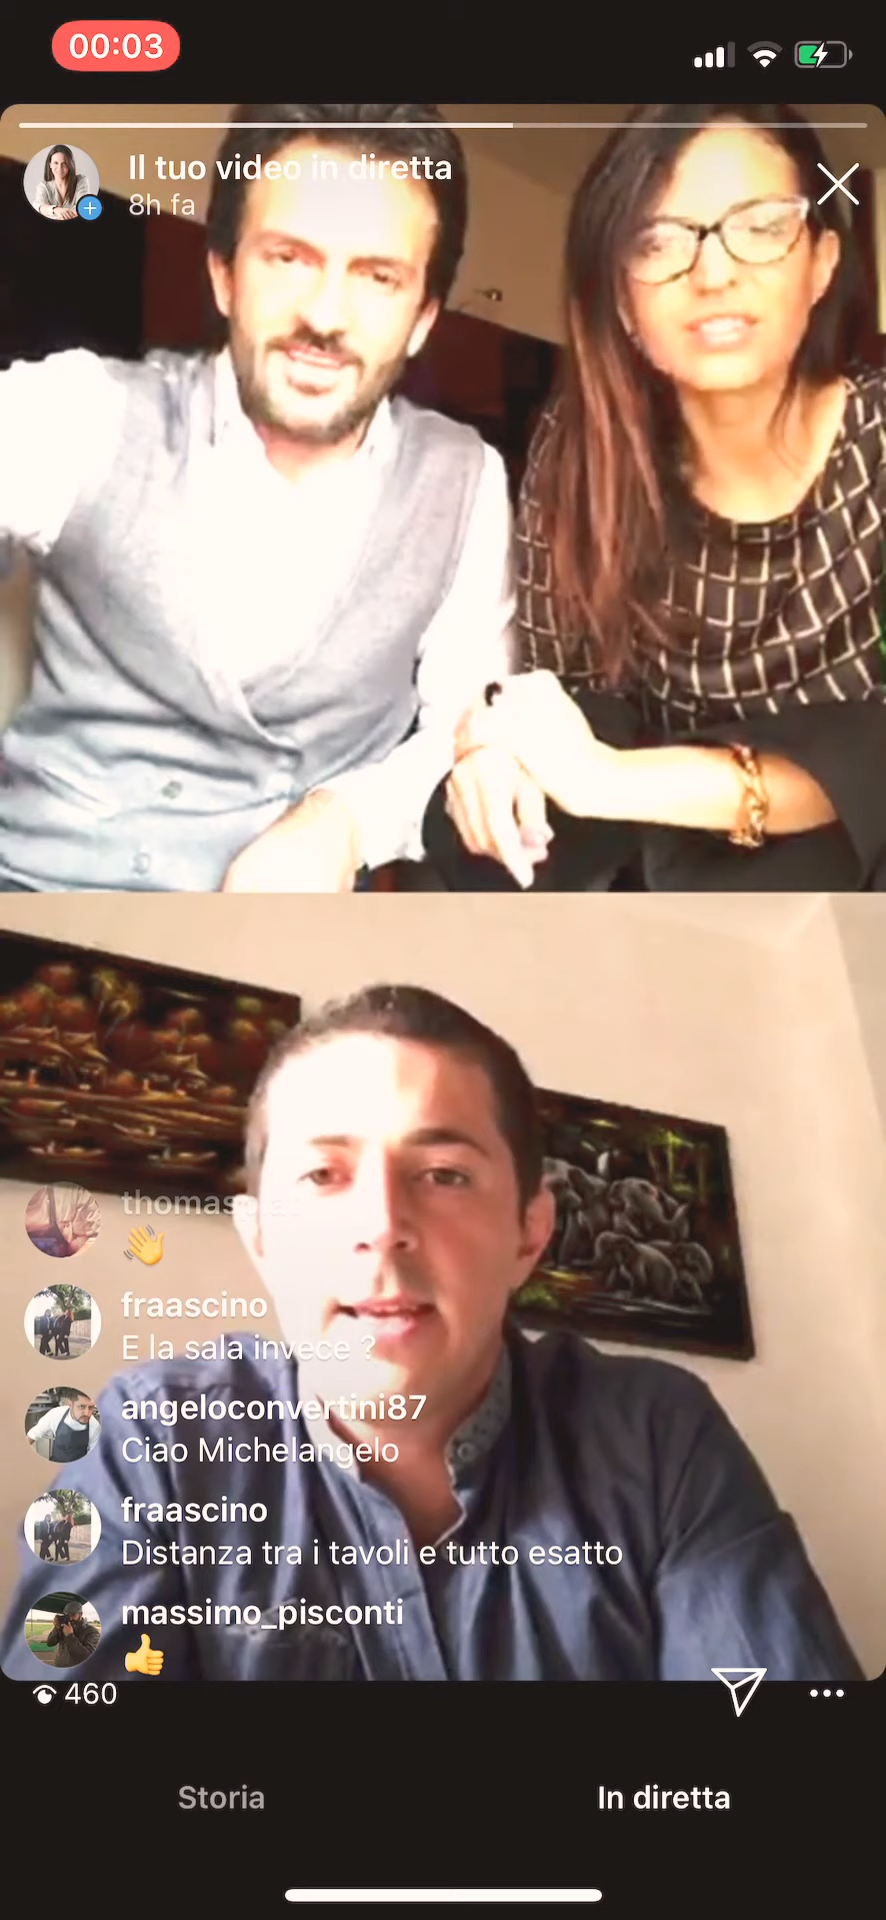 00:03
Il tuo video in diretta
8h fa
👋
fraascino
E la sala invece ?
angeloconvertini87
Ciao Michelangelo
fraascino
Distanza tra i tavoli e tutto esatto
massimo_pisconti
👍
460
Storia
In diretta